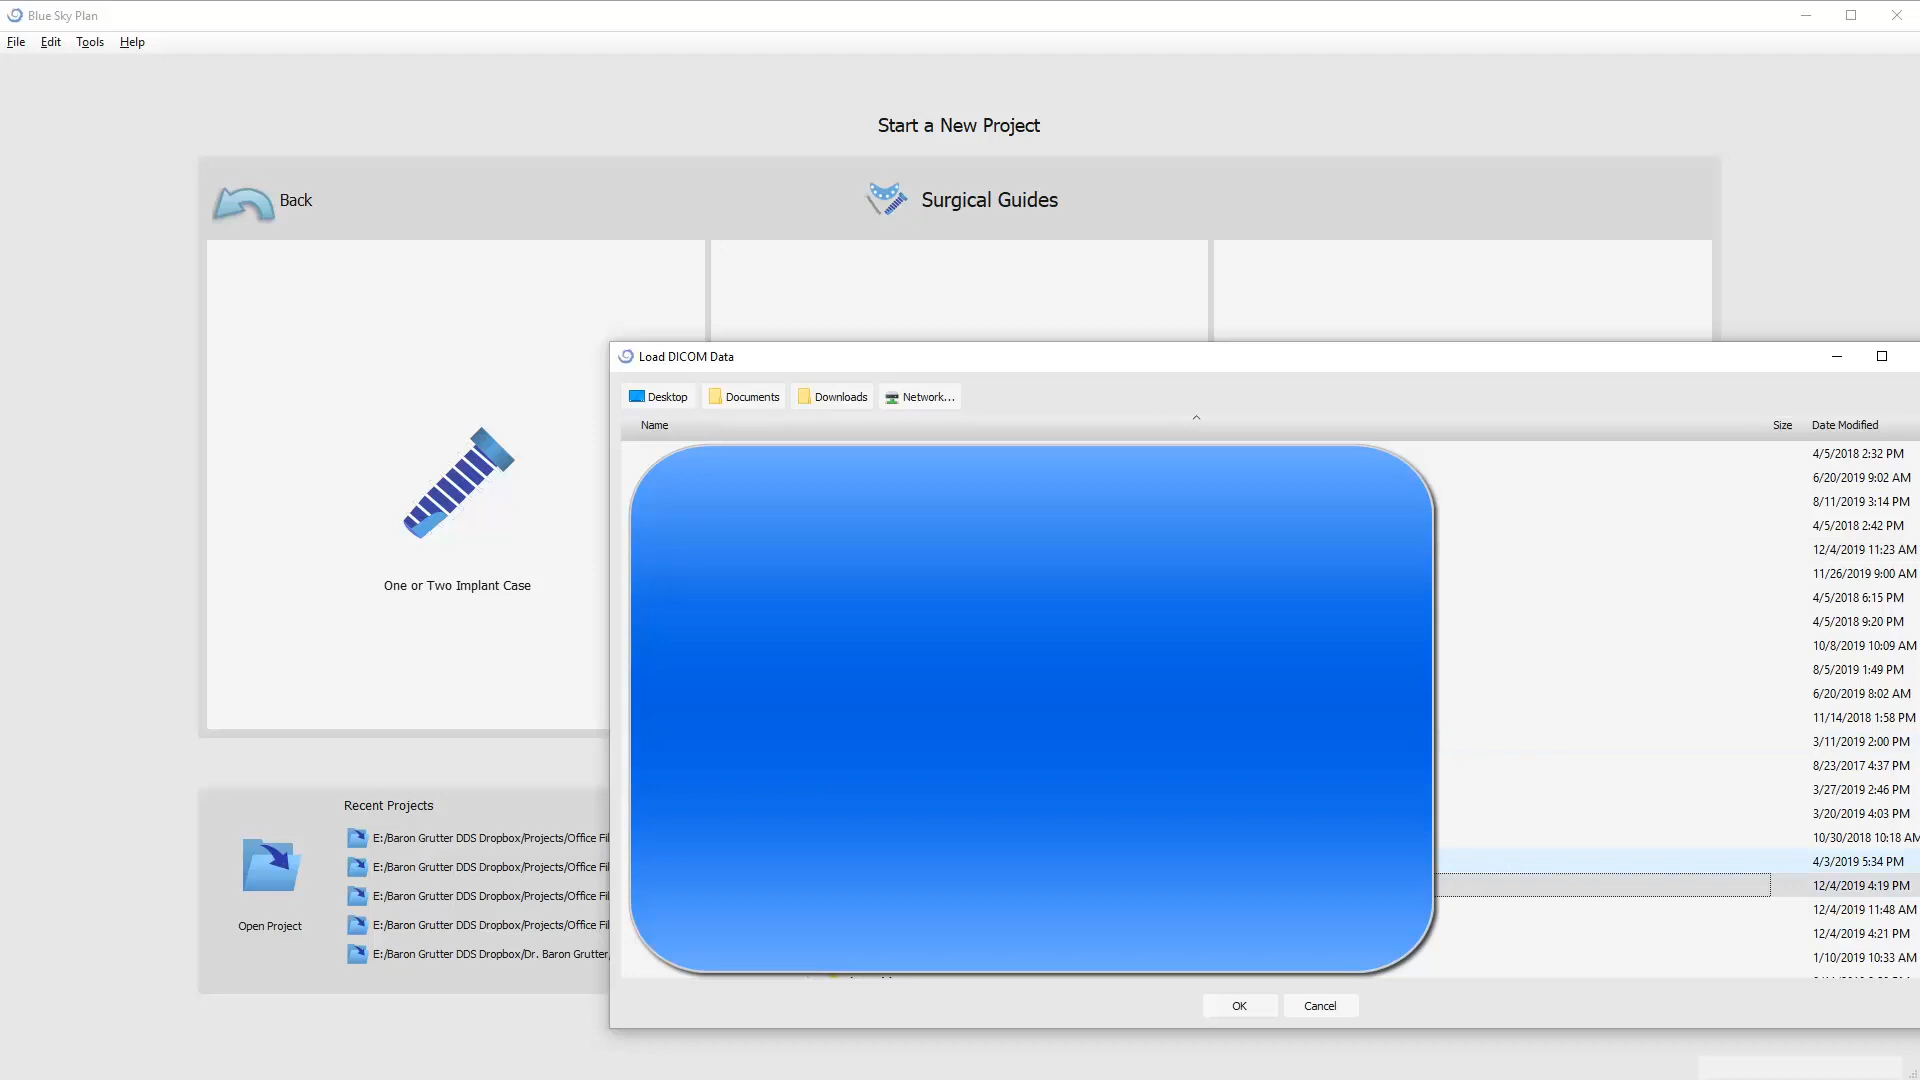 Blue Sky Plan
File Edit Tools Help
Start a New Project
Back
Surgical Guides
One or Two Implant Case
Load DICOM Data
Desktop Documents Downloads Network...
Name Size Date Modified
4/5/2018 2:32 PM
6/20/2019 9:02 AM
8/11/2019 3:14 PM
4/5/2018 2:42 PM
12/4/2019 11:23 AM
11/26/2019 9:00 AM
4/5/2018 6:15 PM
4/5/2018 9:20 PM
10/8/2019 10:09 AM
8/5/2019 1:49 PM
6/20/2019 8:02 AM
11/14/2018 1:58 PM
3/11/2019 2:00 PM
8/23/2017 4:37 PM
3/27/2019 2:46 PM
3/20/2019 4:03 PM
10/30/2018 10:18 AM
4/3/2019 5:34 PM
12/4/2019 4:19 PM
12/4/2019 11:48 AM
12/4/2019 4:21 PM
1/10/2019 10:33 AM
OK Cancel
Recent Projects
E:/Baron Grutter DDS Dropbox/Projects/Office Fil
E:/Baron Grutter DDS Dropbox/Projects/Office Fil
E:/Baron Grutter DDS Dropbox/Projects/Office Fil
E:/Baron Grutter DDS Dropbox/Projects/Office Fil
E:/Baron Grutter DDS Dropbox/Dr. Baron Grutter,
Open Project